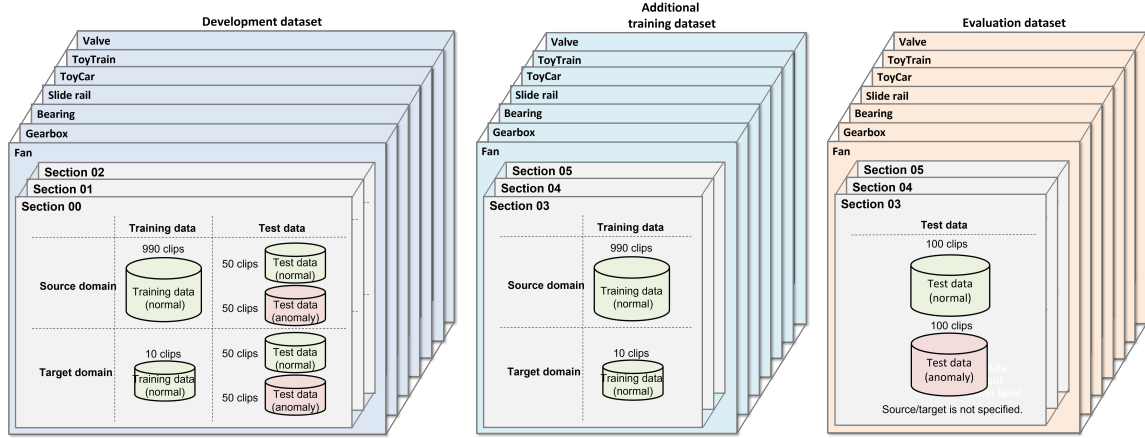 Development dataset
Valve
ToyTrain
ToyCar
Slide rail
Bearing
Gearbox
Fan
Section 02
Section 01
Section 00
Training data
Test data
Source domain
990 clips
Training data
(normal)
50 clips
Test data
(normal)
50 clips
Test data
(anomaly)
Target domain
10 clips
Training data
(normal)
50 clips
Test data
(normal)
50 clips
Test data
(anomaly)
Additional
training dataset
Valve
ToyTrain
ToyCar
Slide rail
Bearing
Gearbox
Fan
Section 05
Section 04
Section 03
Training data
Source domain
990 clips
Training data
(normal)
Target domain
10 clips
Training data
(normal)
Evaluation dataset
Valve
ToyTrain
ToyCar
Slide rail
Bearing
Gearbox
Fan
Section 05
Section 04
Section 03
Test data
100 clips
Test data
(normal)
100 clips
Test data
(anomaly)
label
Source/target is not specified.